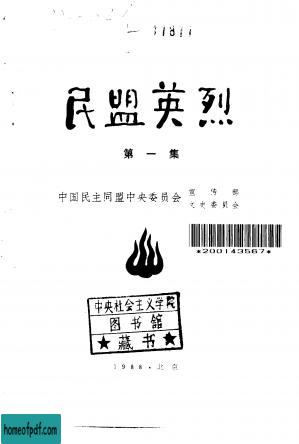 民盟英烈
第一集
中国民主同盟中央委员会 宣传部
文史委员会
*200143567*
中央社会主义学院
图书馆
★藏书★
1988·北京
homeofpdf.com